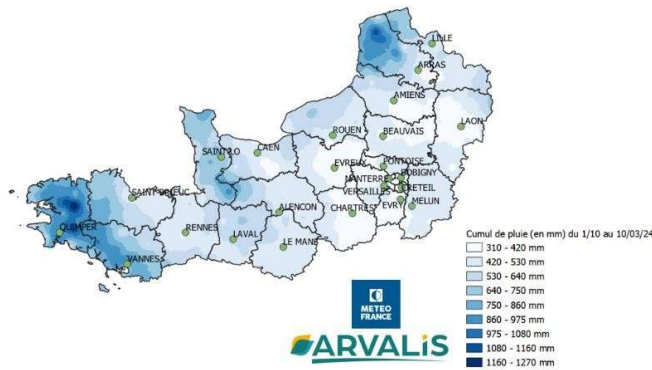 LILLE
ARRAS
AMIENS
LAON
ROUEN
BEAUVAIS
CAEN
SAINT-LO
EVREUX
PONTOISE
BOBIGNY
NANTERRE
VERSAILLES
CRETEIL
EVRY
MELUN
CHARTRES
ALENCON
SAINT-BRIEUC
QUIMPER
RENNES
LAVAL
LE MANS
VANNES
Cumul de pluie (en mm) du 1/10 au 10/03/24
310 - 420 mm
420 - 530 mm
530 - 640 mm
640 - 750 mm
750 - 860 mm
860 - 975 mm
975 - 1080 mm
1080 - 1160 mm
1160 - 1270 mm
METEO
FRANCE
ARVALIS